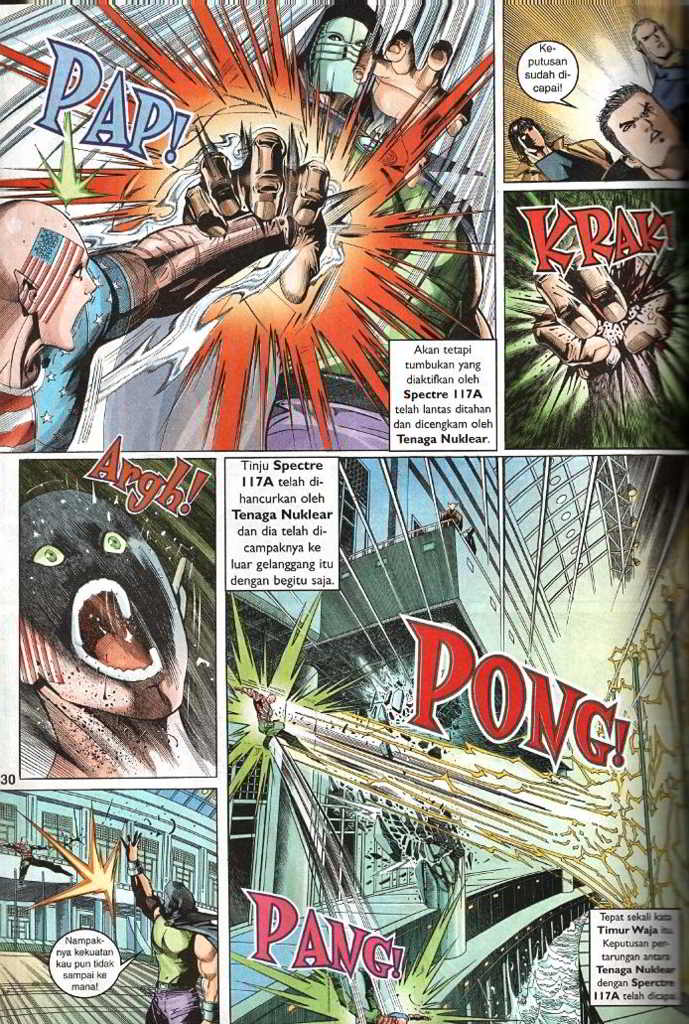 PAP!
Akan tetapi
tumbukan yang
diaktifkan oleh
Spectre 117A
telah lantas ditahan
dan dicengkam oleh
Tenaga Nuklear.
Ke-
putusan
sudah di-
capai!
KRAK!
Argh!
Tinju Spectre
117A telah di-
hancurkan oleh
Tenaga Nuklear
dan dia telah di-
campaknya ke
luar gelanggang itu
dengan begitu saja.
PONG!
PANG!
30
Nampak-
nya kekuatan
kau pun tidak
sampai ke
mana!
Tepat sekali kata
Timur Waja itu.
Keputusan per-
tarungan antara
Tenaga Nuklear
dengan Sperctre
117A telah dicapai.